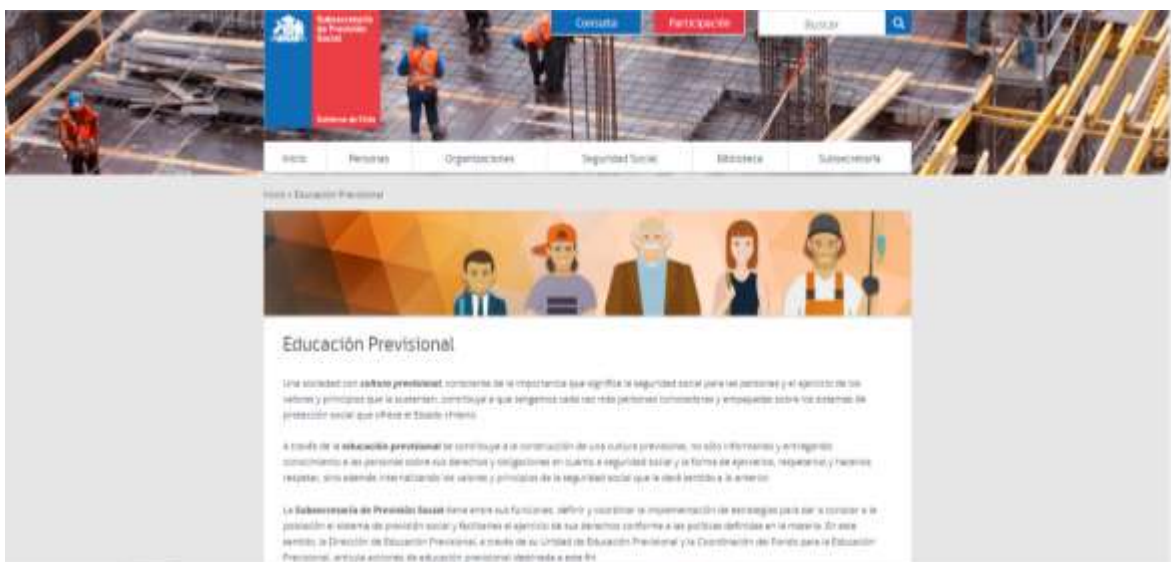 Subsecretaría
de Previsión
Social
Gobierno de Chile
Consulta
Participación
Buscar
Inicio
Personas
Organizaciones
Seguridad Social
Biblioteca
Subsecretaría
Inicio » Educación Previsional
Educación Previsional
Una sociedad con cultura previsional, consciente de la importancia que significa la seguridad social para las personas y el ejercicio de los
valores y principios que la sustentan, contribuye a que tengamos cada vez más personas conocedoras y empapadas sobre los sistemas de
protección social que ofrece el Estado chileno.
A través de la educación previsional se contribuye a la construcción de una cultura previsional, no sólo informando y entregando
conocimiento a las personas sobre sus derechos y obligaciones en cuanto a seguridad social y la forma de ejercerlos, respetarlos y hacerlos
respetar, sino además internalizando los valores y principios de la seguridad social que le dará sentido a lo anterior.
La Subsecretaría de Previsión Social tiene entre sus funciones, definir y coordinar la implementación de estrategias para dar a conocer a la
población el sistema de previsión social y facilitarles el ejercicio de sus derechos conforme a las políticas definidas en la materia. En este
sentido, la Dirección de Educación Previsional, a través de su Unidad de Educación Previsional y la Coordinación del Fondo para la Educación
Previsional, articula acciones de educación previsional destinada a este fin.